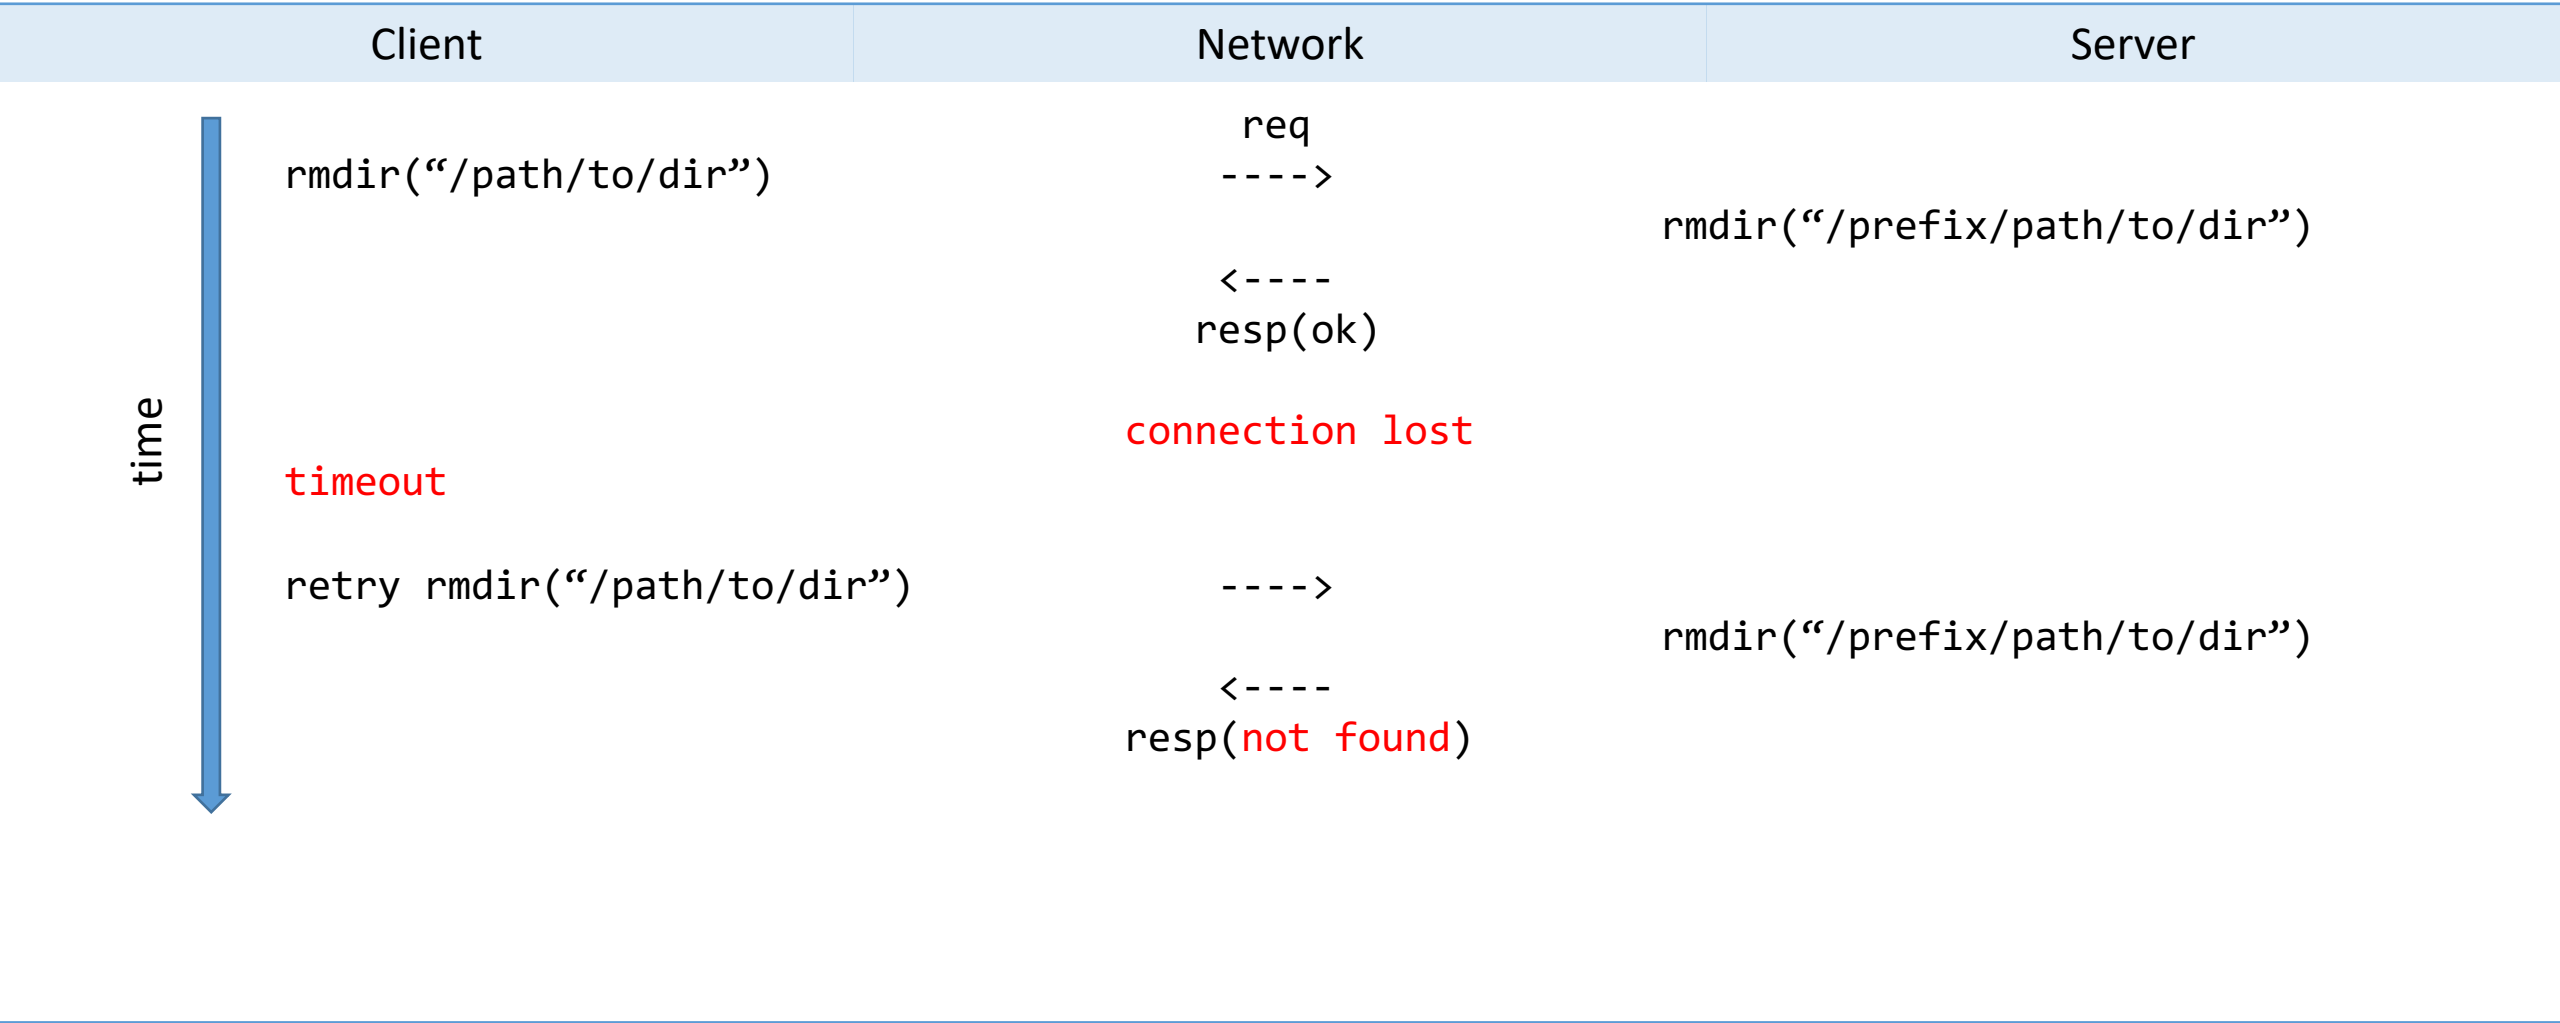 Client Network Server
req
rmdir(“/path/to/dir”) ---->
rmdir(“/prefix/path/to/dir”)
<----
resp(ok)
connection lost
time
timeout
retry rmdir(“/path/to/dir”) ---->
rmdir(“/prefix/path/to/dir”)
<----
resp(not found)